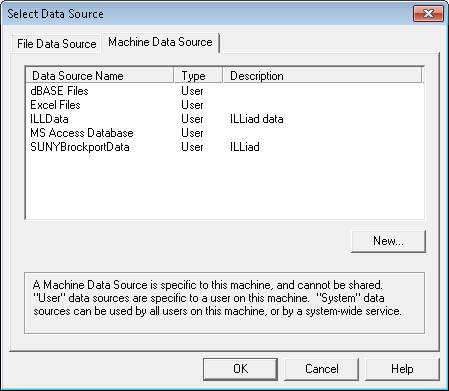 Select Data Source
File Data Source Machine Data Source
Data Source Name Type Description
dBASE Files User
Excel Files User
ILLData User ILLiad data
MS Access Database User
SUNYBrockportData User ILLiad
New...
A Machine Data Source is specific to this machine, and cannot be shared.
"User" data sources are specific to a user on this machine. "System" data
sources can be used by all users on this machine, or by a system-wide service.
OK Cancel Help